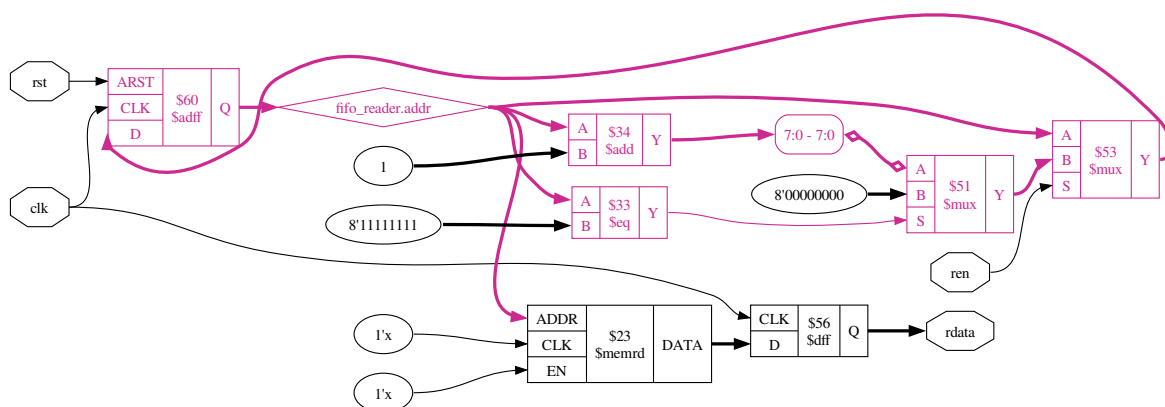 rst
clk
ARST
CLK
D
$60
$adff
Q
fifo_reader.addr
1
8'11111111
A
B
$34
$add
Y
A
B
$33
$eq
Y
7:0 - 7:0
8'00000000
A
B
S
$51
$mux
Y
ren
A
B
S
$53
$mux
Y
1'x
1'x
ADDR
CLK
EN
$23
$memrd
DATA
CLK
D
$56
$dff
Q
rdata